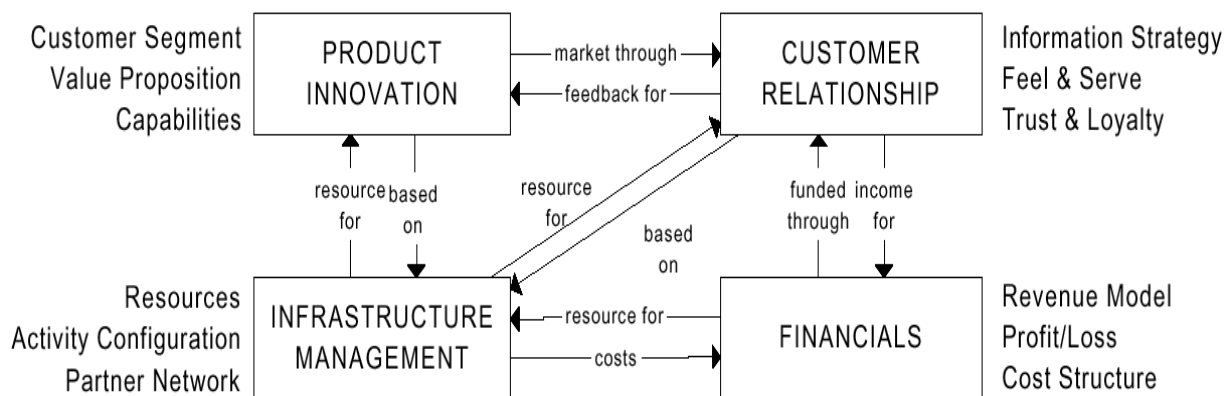 Customer Segment
Value Proposition
Capabilities
PRODUCT
INNOVATION
market through
feedback for
CUSTOMER
RELATIONSHIP
Information Strategy
Feel & Serve
Trust & Loyalty
resource
for
based
on
resource
for
based
on
funded
through
income
for
Resources
Activity Configuration
Partner Network
INFRASTRUCTURE
MANAGEMENT
resource for
costs
FINANCIALS
Revenue Model
Profit/Loss
Cost Structure